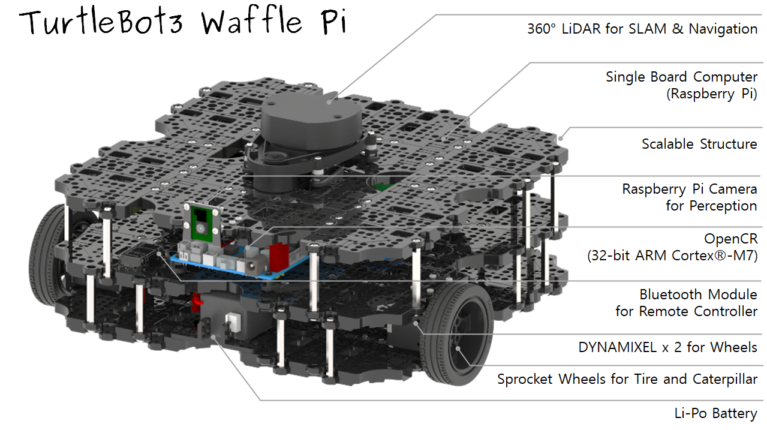 TurtleBot3 Waffle Pi
360° LiDAR for SLAM & Navigation
Single Board Computer
(Raspberry Pi)
Scalable Structure
Raspberry Pi Camera
for Perception
OpenCR
(32-bit ARM Cortex®-M7)
Bluetooth Module
for Remote Controller
DYNAMIXEL x 2 for Wheels
Sprocket Wheels for Tire and Caterpillar
Li-Po Battery